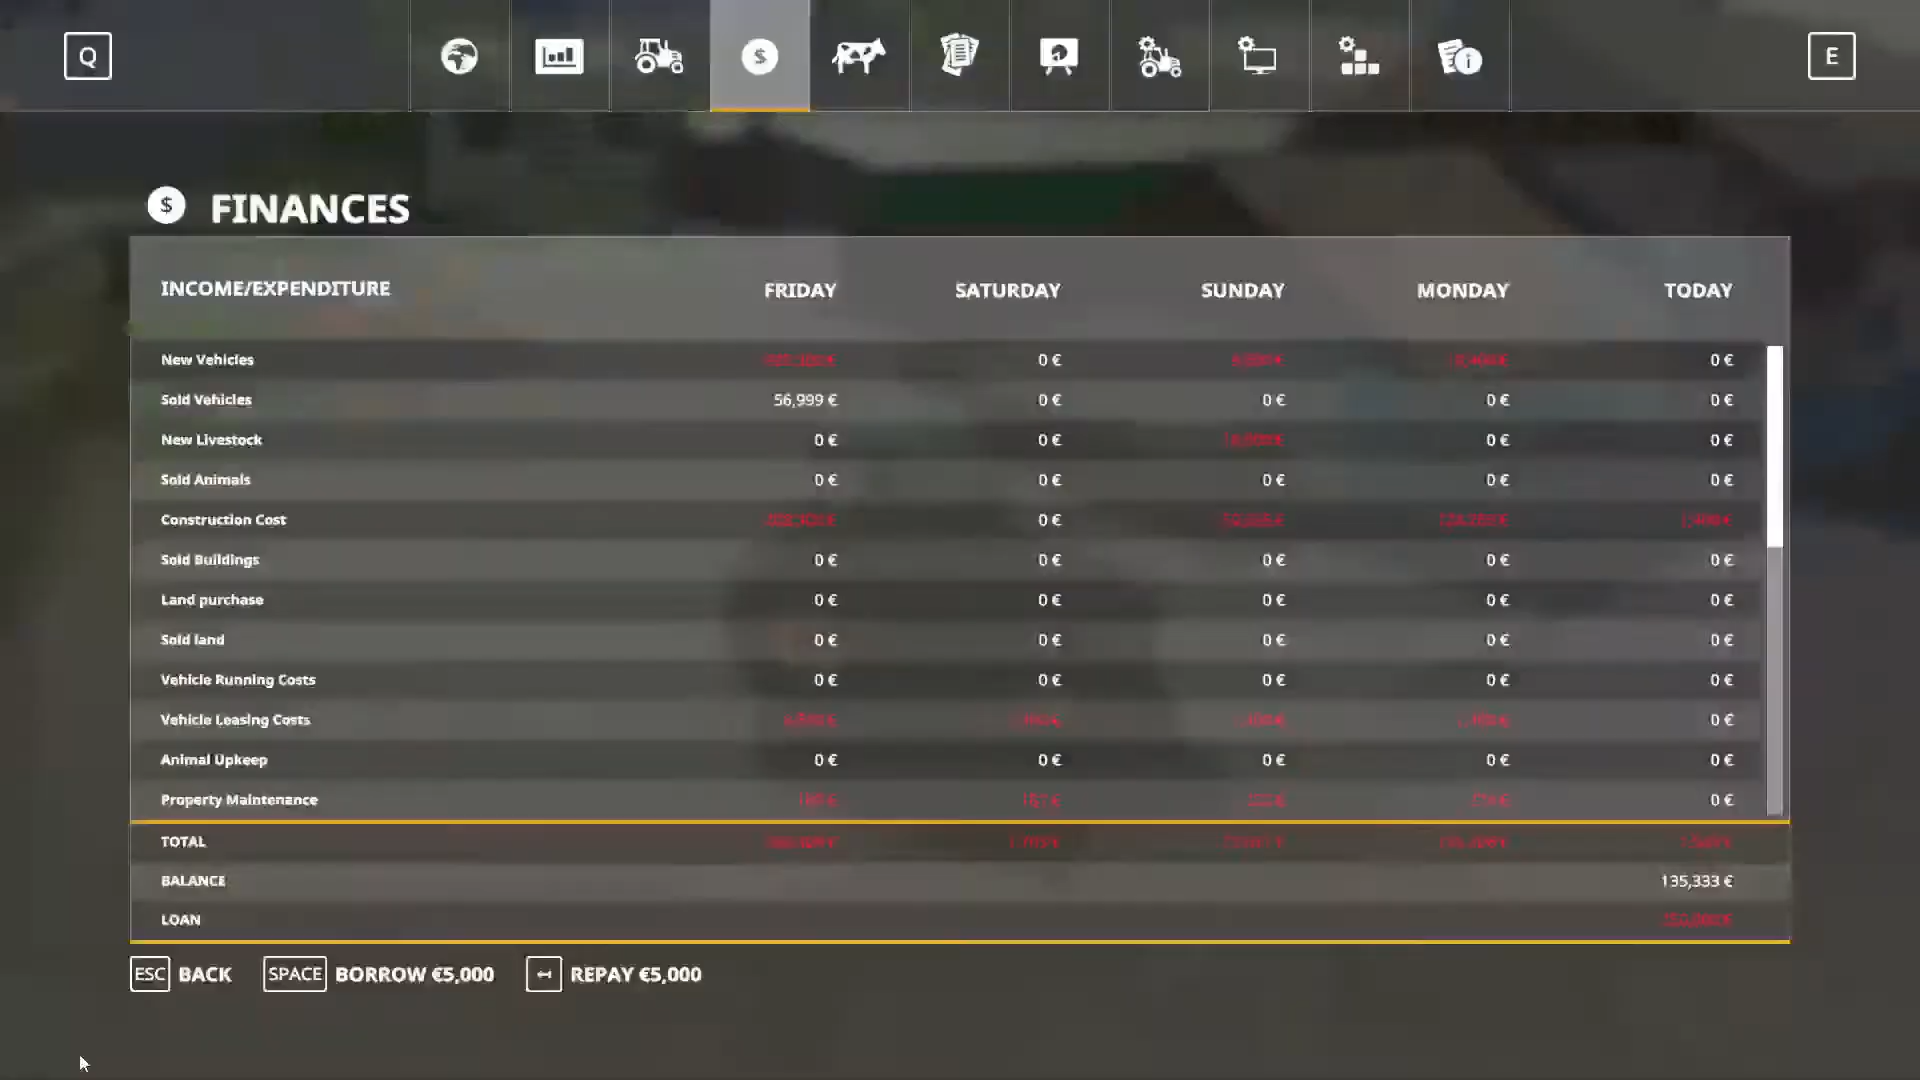 Q
E
$ FINANCES
INCOME/EXPENDITURE FRIDAY SATURDAY SUNDAY MONDAY TODAY
New Vehicles 0 € 0 €
Sold Vehicles 56,999 € 0 € 0 € 0 € 0 €
New Livestock 0 € 0 € 0 € 0 €
Sold Animals 0 € 0 € 0 € 0 € 0 €
Construction Cost 0 €
Sold Buildings 0 € 0 € 0 € 0 € 0 €
Land purchase 0 € 0 € 0 € 0 € 0 €
Sold land 0 € 0 € 0 € 0 € 0 €
Vehicle Running Costs 0 € 0 € 0 € 0 € 0 €
Vehicle Leasing Costs 0 €
Animal Upkeep 0 € 0 € 0 € 0 € 0 €
Property Maintenance 0 €
TOTAL
BALANCE 135,333 €
LOAN
ESC BACK SPACE BORROW €5,000 REPAY €5,000